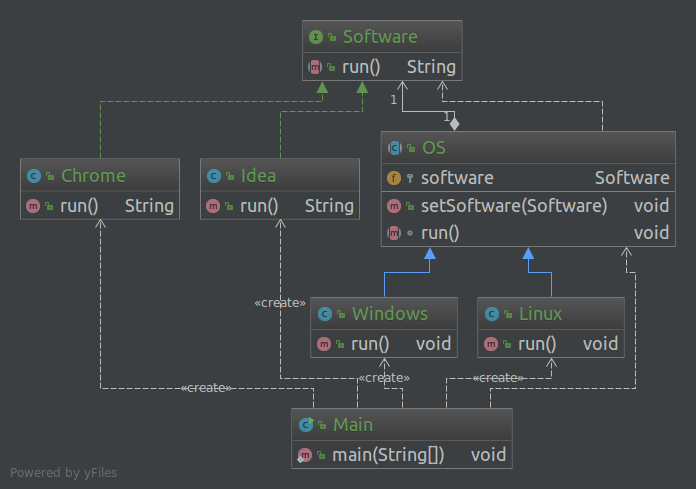 Software
run() String
1
1
OS
software Software
setSoftware(Software) void
run() void
Chrome
run() String
Idea
run() String
«create»
Windows
run() void
Linux
run() void
«create»
«create»
«create»
Main
main(String[]) void
Powered by yFiles